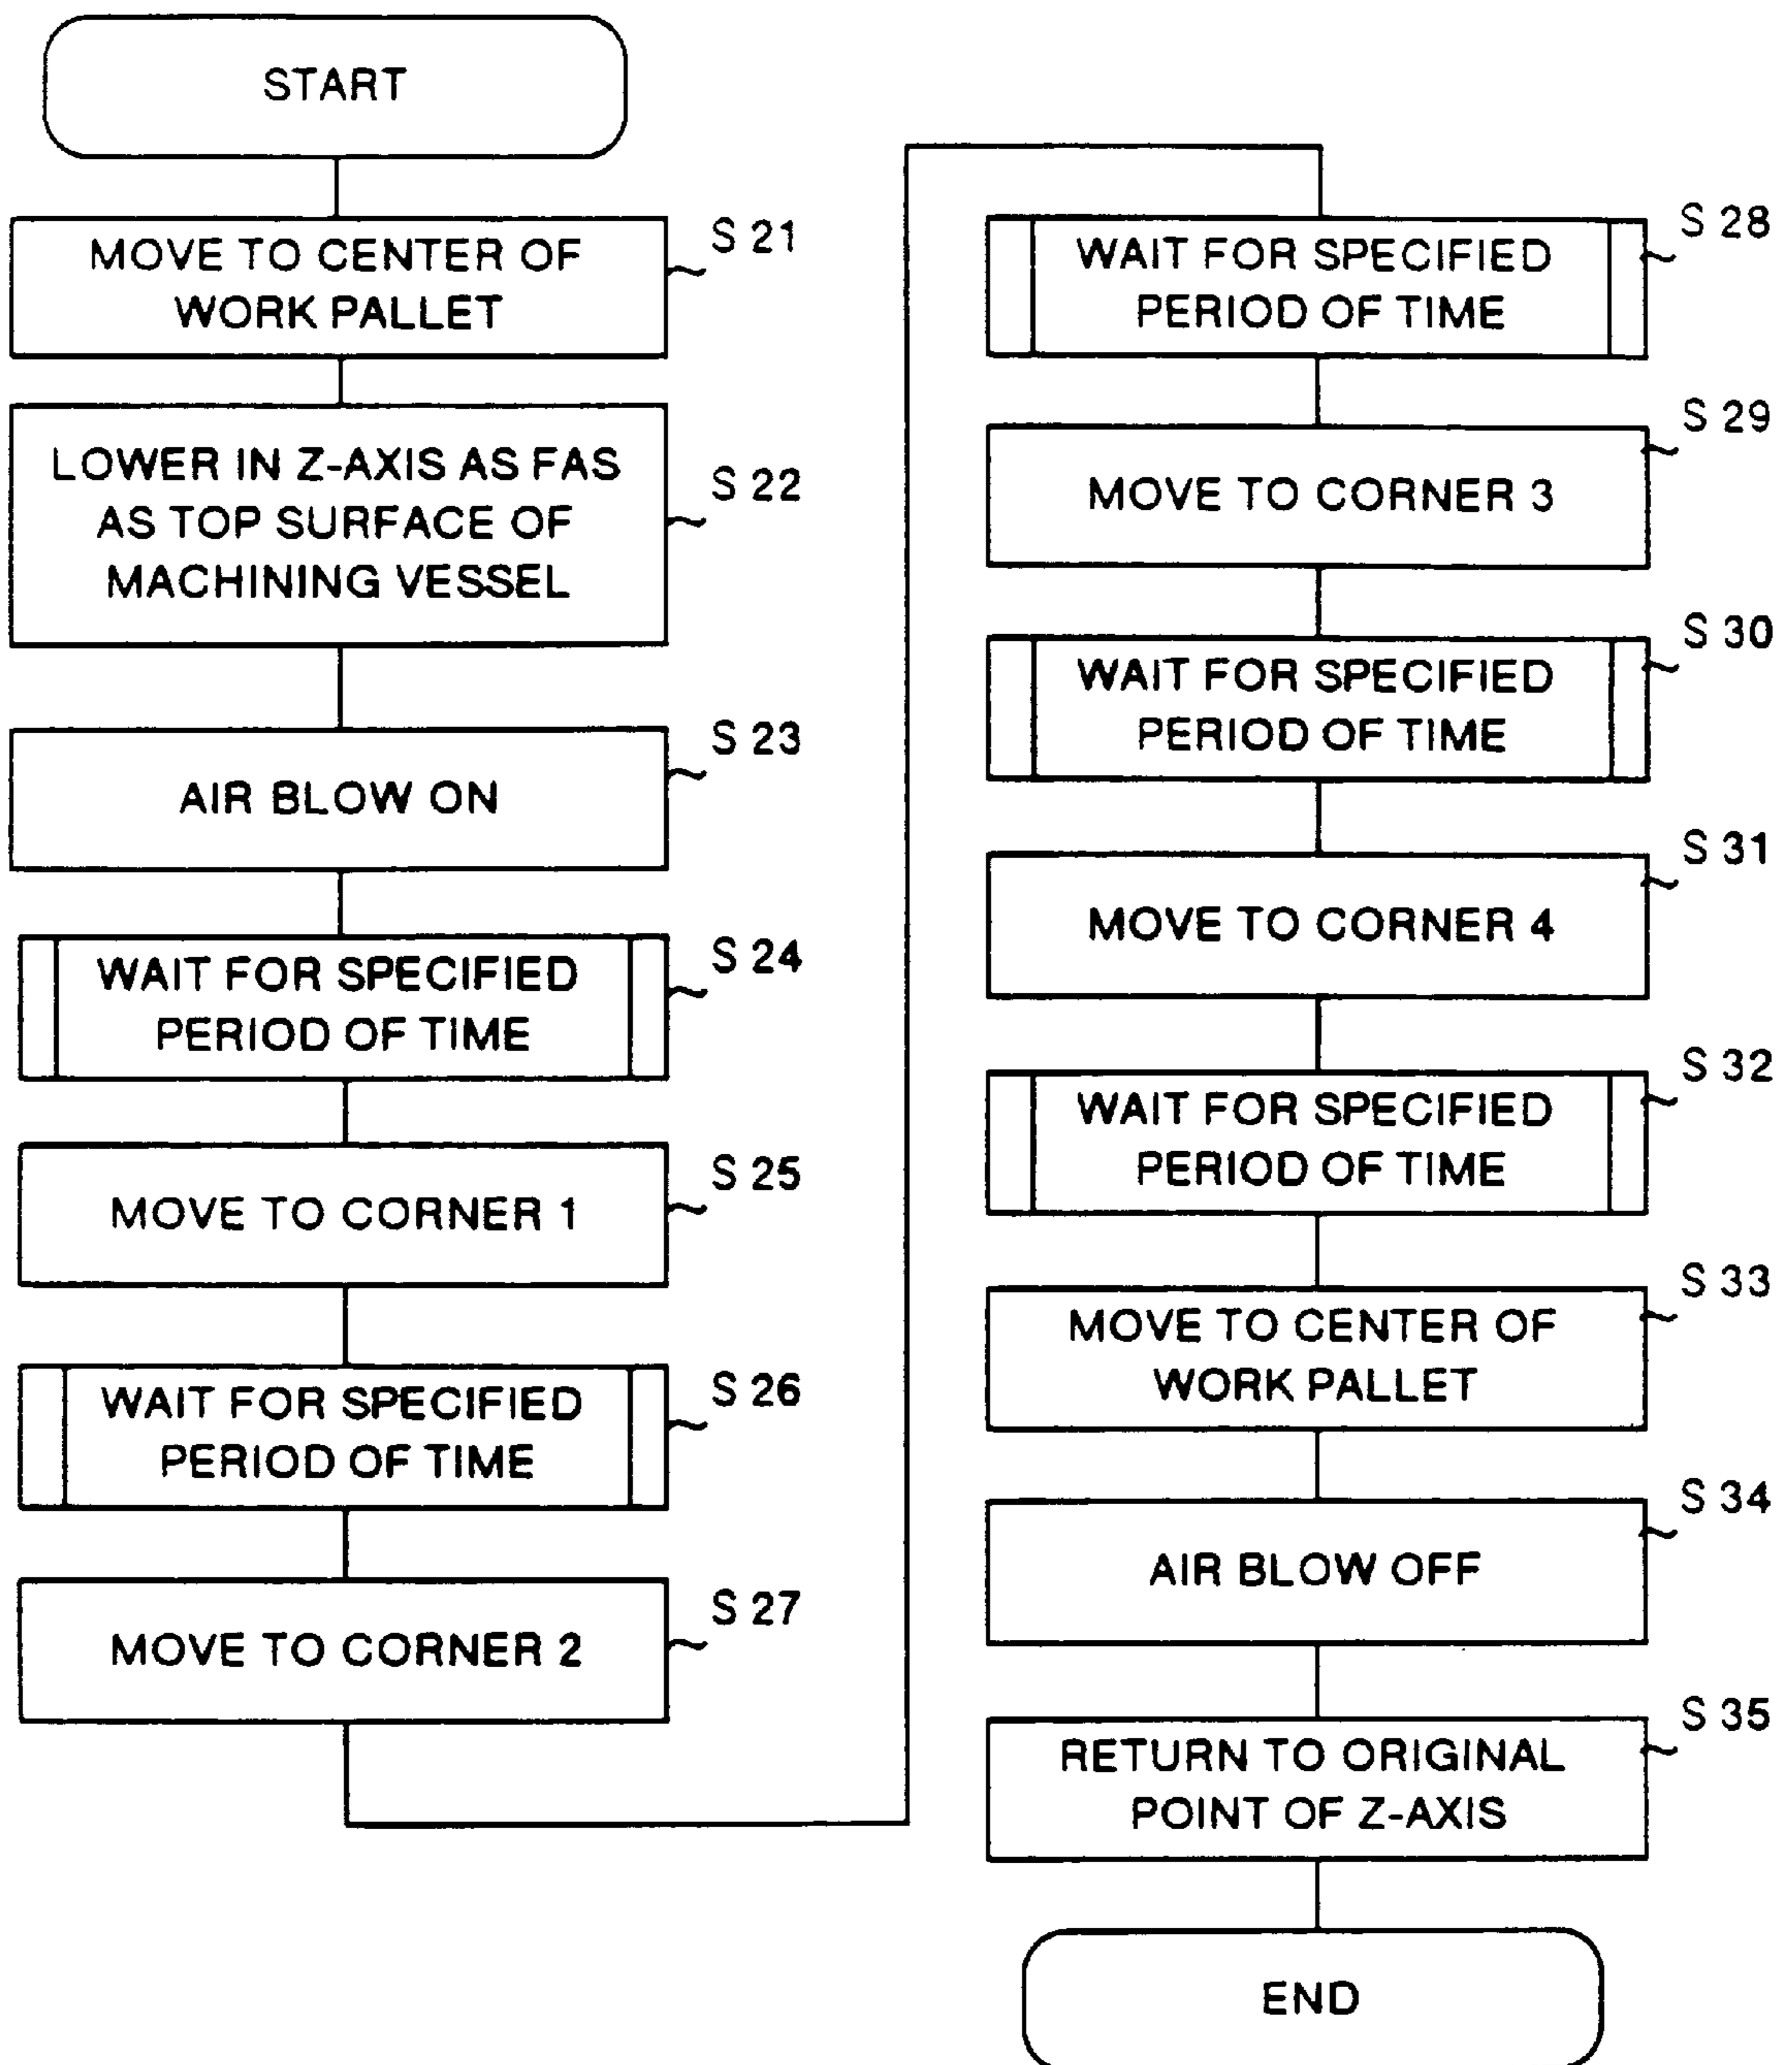 START
S 21
MOVE TO CENTER OF
WORK PALLET
S 22
LOWER IN Z-AXIS AS FAS
AS TOP SURFACE OF
MACHINING VESSEL
S 23
AIR BLOW ON
S 24
WAIT FOR SPECIFIED
PERIOD OF TIME
S 25
MOVE TO CORNER 1
S 26
WAIT FOR SPECIFIED
PERIOD OF TIME
S 27
MOVE TO CORNER 2
S 28
WAIT FOR SPECIFIED
PERIOD OF TIME
S 29
MOVE TO CORNER 3
S 30
WAIT FOR SPECIFIED
PERIOD OF TIME
S 31
MOVE TO CORNER 4
S 32
WAIT FOR SPECIFIED
PERIOD OF TIME
S 33
MOVE TO CENTER OF
WORK PALLET
S 34
AIR BLOW OFF
S 35
RETURN TO ORIGINAL
POINT OF Z-AXIS
END